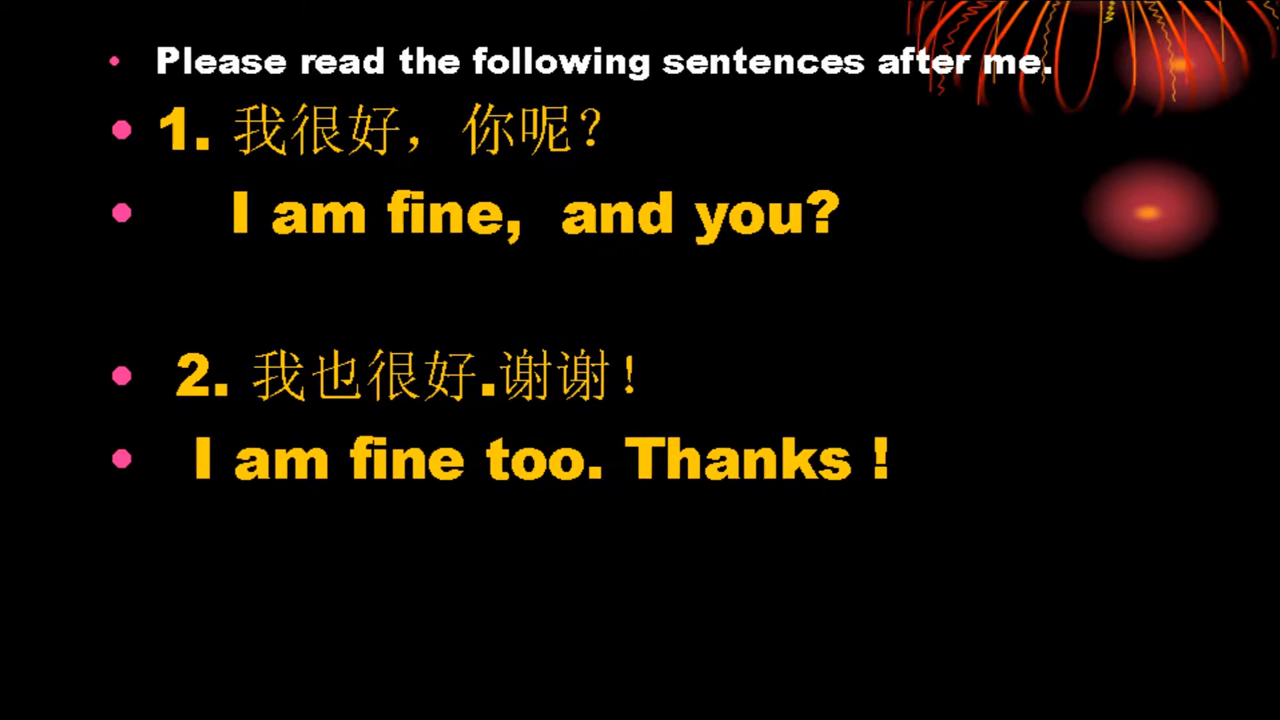 Please read the following sentences after me.
1. 我很好，你呢？
I am fine,  and you?
2. 我也很好.谢谢！
I am fine too. Thanks !